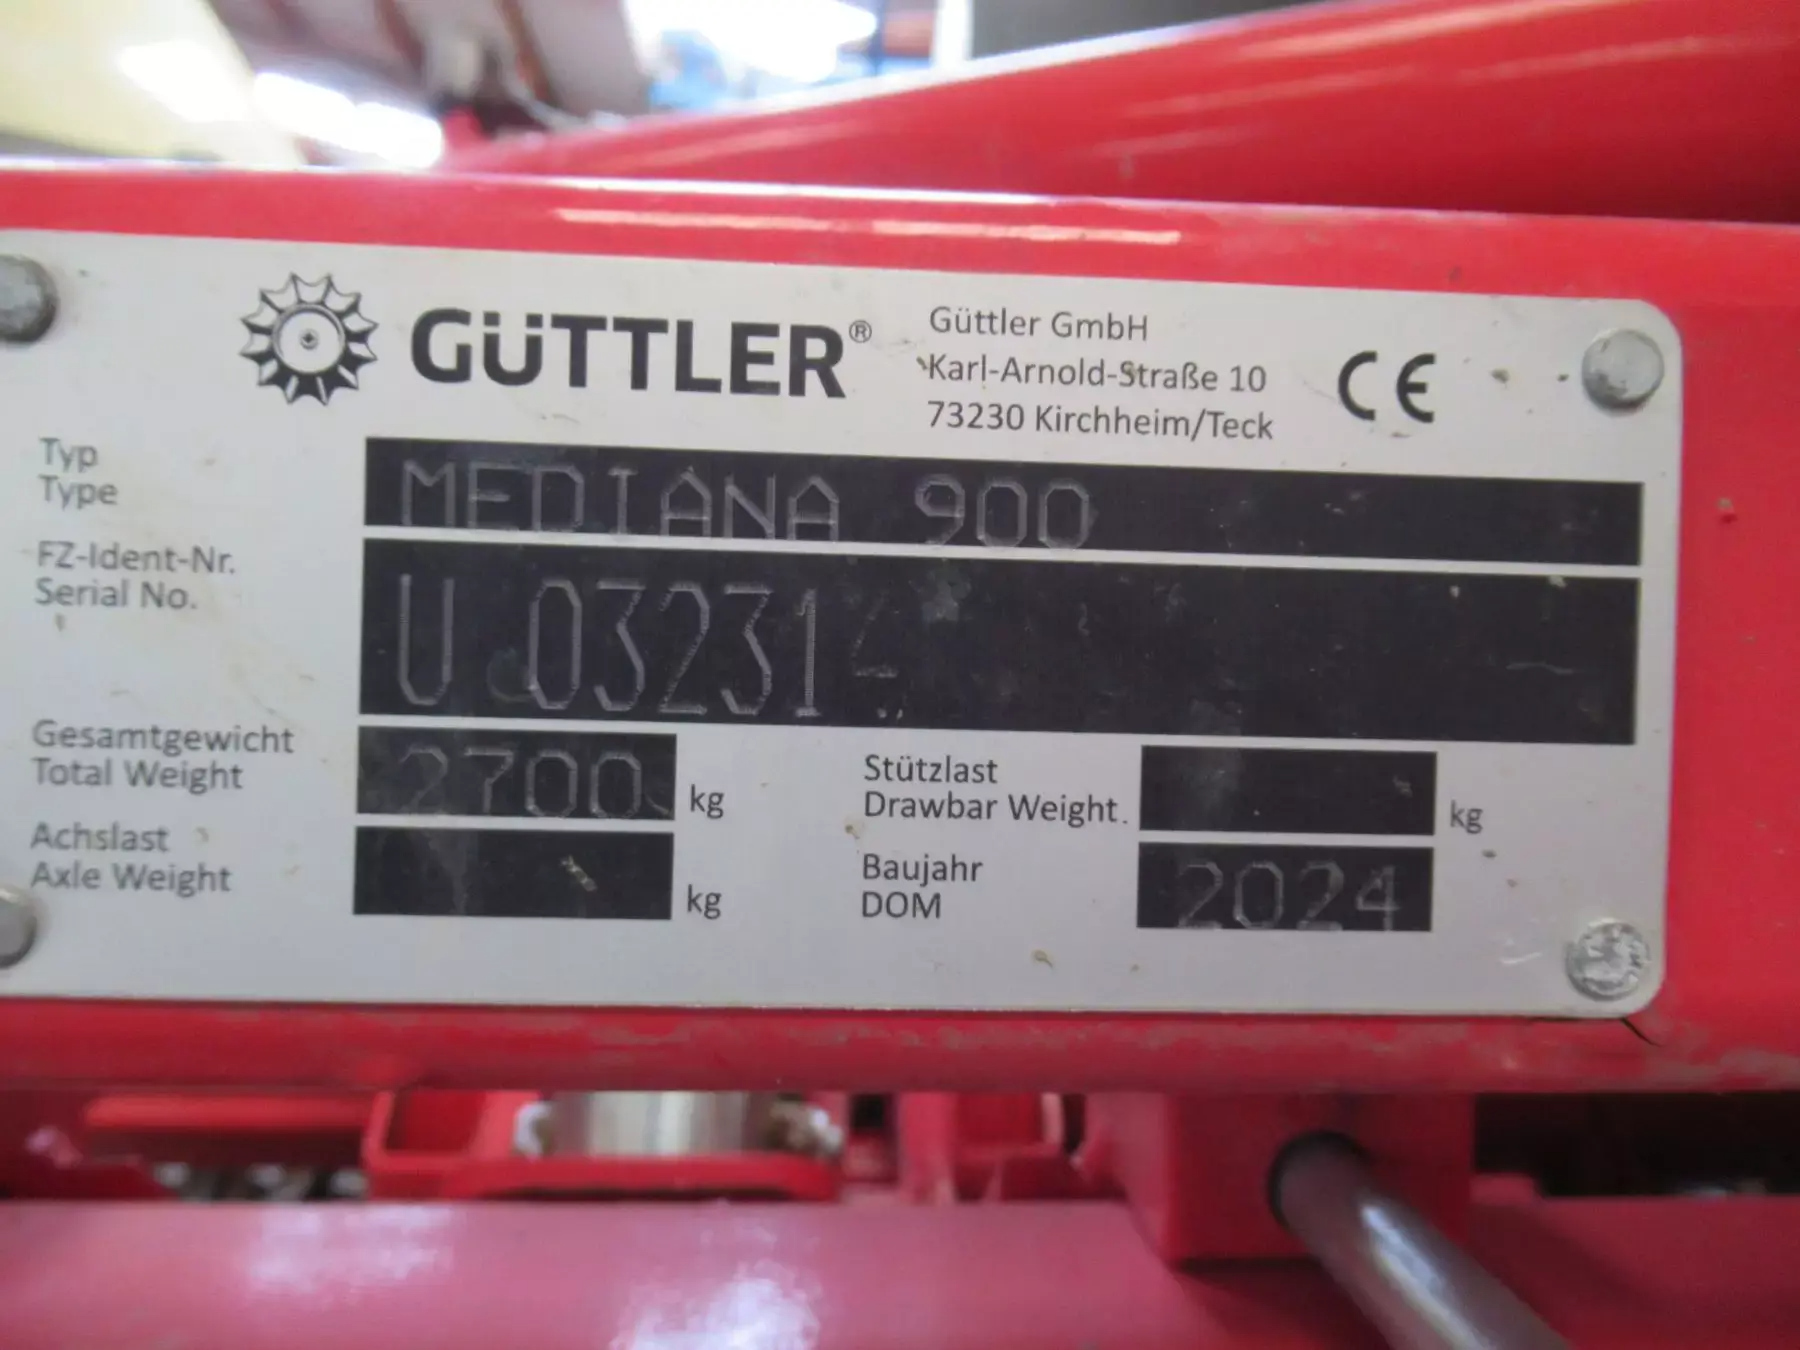 GÜTTLER®
Güttler GmbH
Karl-Arnold-Straße 10
73230 Kirchheim/Teck
CE
Typ
Type
MEDIANA 900
FZ-Ident-Nr.
Serial No.
U 03231
Gesamtgewicht
Total Weight
2700 kg
Stützlast
Drawbar Weight
kg
Achslast
Axle Weight
kg
Baujahr
DOM
2024